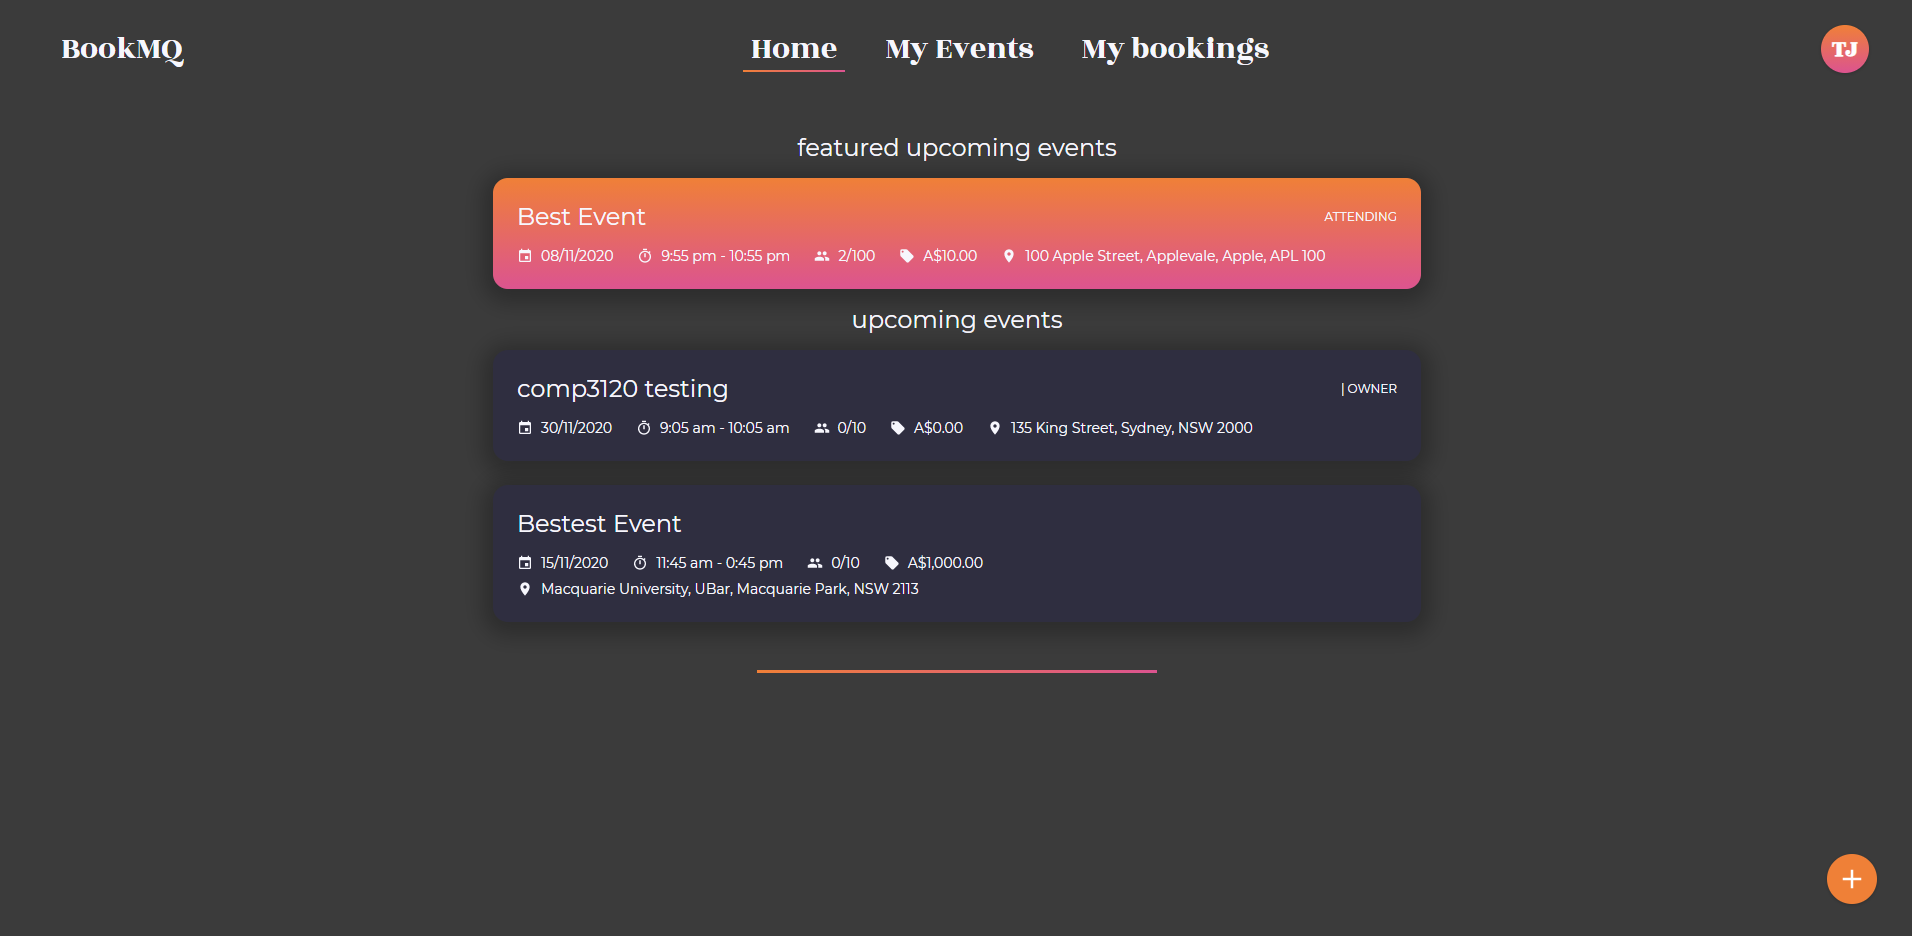 BookMQ Home My Events My bookings TJ
featured upcoming events
Best Event ATTENDING
08/11/2020 9:55 pm - 10:55 pm 2/100 A$10.00 100 Apple Street, Applevale, Apple, APL 100
upcoming events
comp3120 testing | OWNER
30/11/2020 9:05 am - 10:05 am 0/10 A$0.00 135 King Street, Sydney, NSW 2000
Bestest Event
15/11/2020 11:45 am - 0:45 pm 0/10 A$1,000.00
Macquarie University, UBar, Macquarie Park, NSW 2113